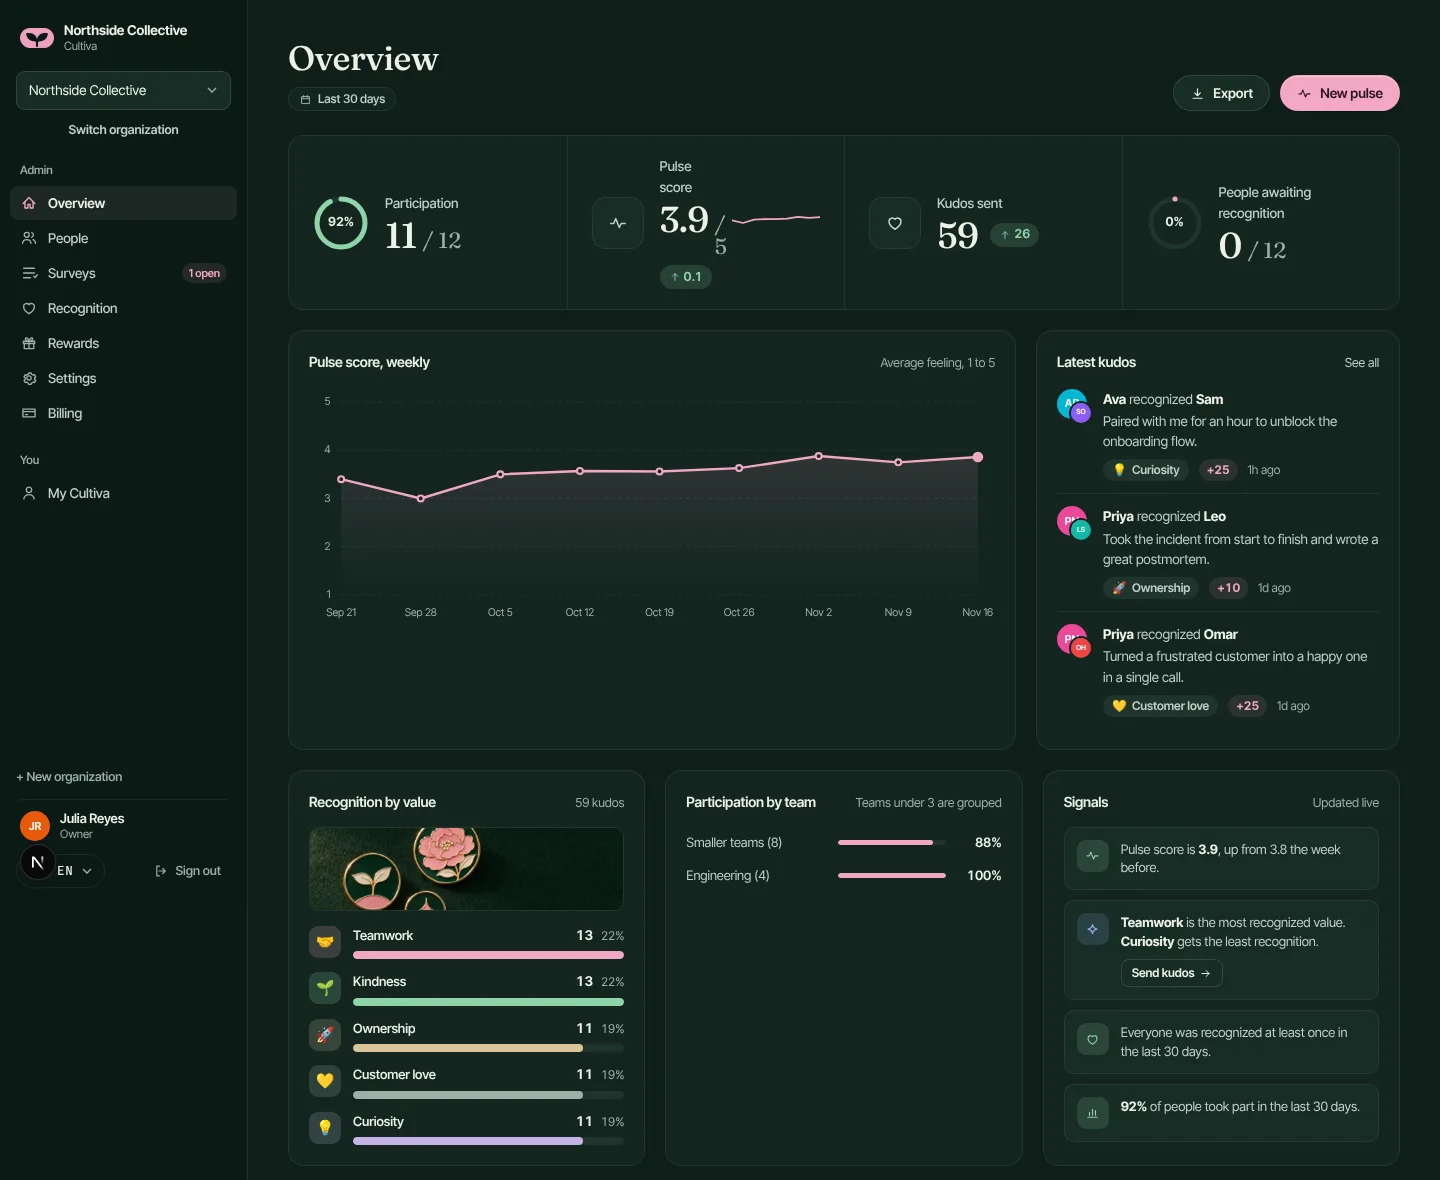 Northside Collective
Cultiva
Northside Collective
Switch organization
Admin
Overview
People
Surveys
1 open
Recognition
Rewards
Settings
Billing
You
My Cultiva
+ New organization
JR
Julia Reyes
Owner
N
EN
Sign out
Overview
Last 30 days
Export
New pulse
92%
Participation
11 / 12
Pulse
score
3.9 /
5
↑ 0.1
Kudos sent
59
↑ 26
0%
People awaiting
recognition
0 / 12
Pulse score, weekly
Average feeling, 1 to 5
5
4
3
2
1
Sep 21
Sep 28
Oct 5
Oct 12
Oct 19
Oct 26
Nov 2
Nov 9
Nov 16
Latest kudos
See all
SO
Ava recognized Sam
Paired with me for an hour to unblock the
onboarding flow.
💡 Curiosity
+25
1h ago
LS
Priya recognized Leo
Took the incident from start to finish and wrote a
great postmortem.
🚀 Ownership
+10
1d ago
OH
Priya recognized Omar
Turned a frustrated customer into a happy one
in a single call.
💛 Customer love
+25
1d ago
Recognition by value
59 kudos
Teamwork
13 22%
Kindness
13 22%
Ownership
11 19%
Customer love
11 19%
Curiosity
11 19%
Participation by team
Teams under 3 are grouped
Smaller teams (8)
88%
Engineering (4)
100%
Signals
Updated live
Pulse score is 3.9, up from 3.8 the week
before.
Teamwork is the most recognized value.
Curiosity gets the least recognition.
Send kudos →
Everyone was recognized at least once in
the last 30 days.
92% of people took part in the last 30 days.